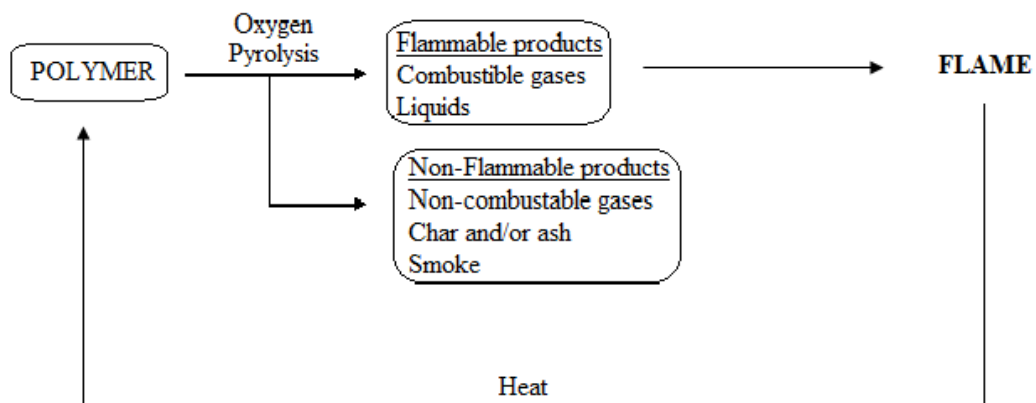 Oxygen
Pyrolysis
POLYMER
Flammable products
Combustible gases
Liquids
FLAME
Non-Flammable products
Non-combustable gases
Char and/or ash
Smoke
Heat